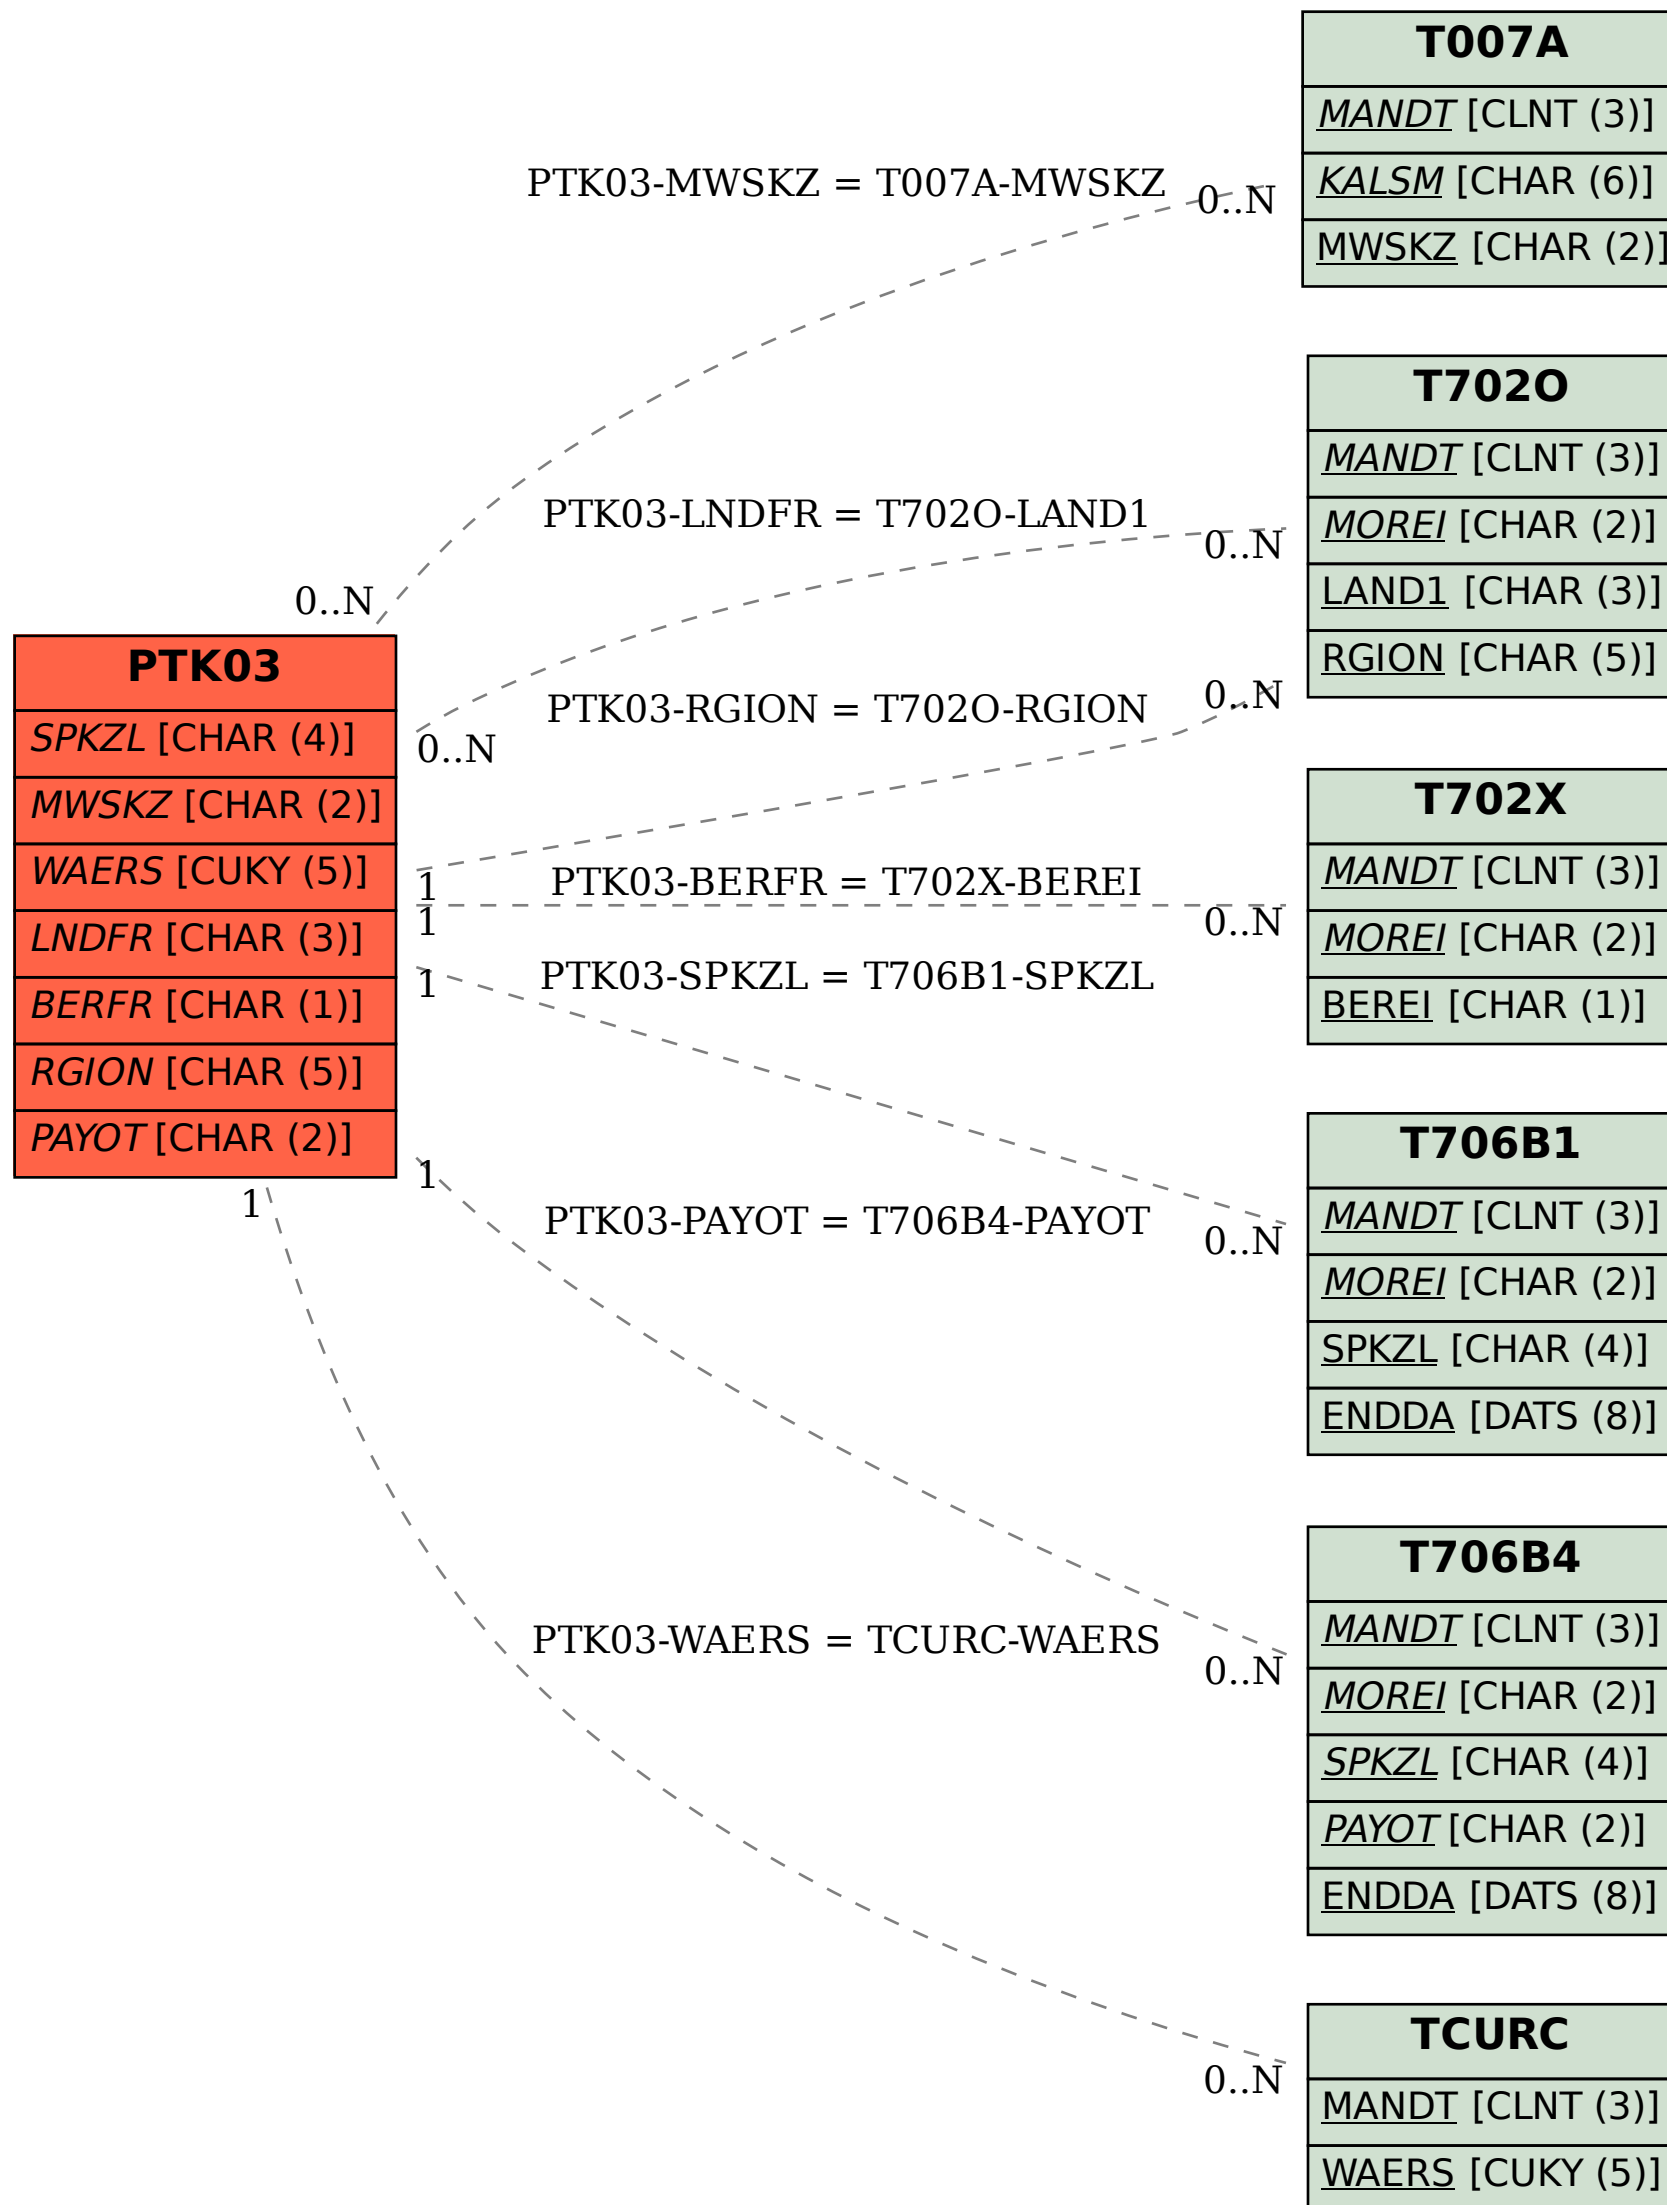 T007A
MANDT [CLNT (3)]
KALSM [CHAR (6)]
MWSKZ [CHAR (2)]
PTK03-MWSKZ = T007A-MWSKZ
0..N
0..N
T702O
MANDT [CLNT (3)]
MOREI [CHAR (2)]
LAND1 [CHAR (3)]
RGION [CHAR (5)]
PTK03-LNDFR = T702O-LAND1
0..N
0..N
PTK03-RGION = T702O-RGION
0..N
1
PTK03
SPKZL [CHAR (4)]
MWSKZ [CHAR (2)]
WAERS [CUKY (5)]
LNDFR [CHAR (3)]
BERFR [CHAR (1)]
RGION [CHAR (5)]
PAYOT [CHAR (2)]
T702X
MANDT [CLNT (3)]
MOREI [CHAR (2)]
BEREI [CHAR (1)]
PTK03-BERFR = T702X-BEREI
1
0..N
PTK03-SPKZL = T706B1-SPKZL
1
0..N
T706B1
MANDT [CLNT (3)]
MOREI [CHAR (2)]
SPKZL [CHAR (4)]
ENDDA [DATS (8)]
PTK03-PAYOT = T706B4-PAYOT
1
0..N
T706B4
MANDT [CLNT (3)]
MOREI [CHAR (2)]
SPKZL [CHAR (4)]
PAYOT [CHAR (2)]
ENDDA [DATS (8)]
PTK03-WAERS = TCURC-WAERS
1
0..N
TCURC
MANDT [CLNT (3)]
WAERS [CUKY (5)]